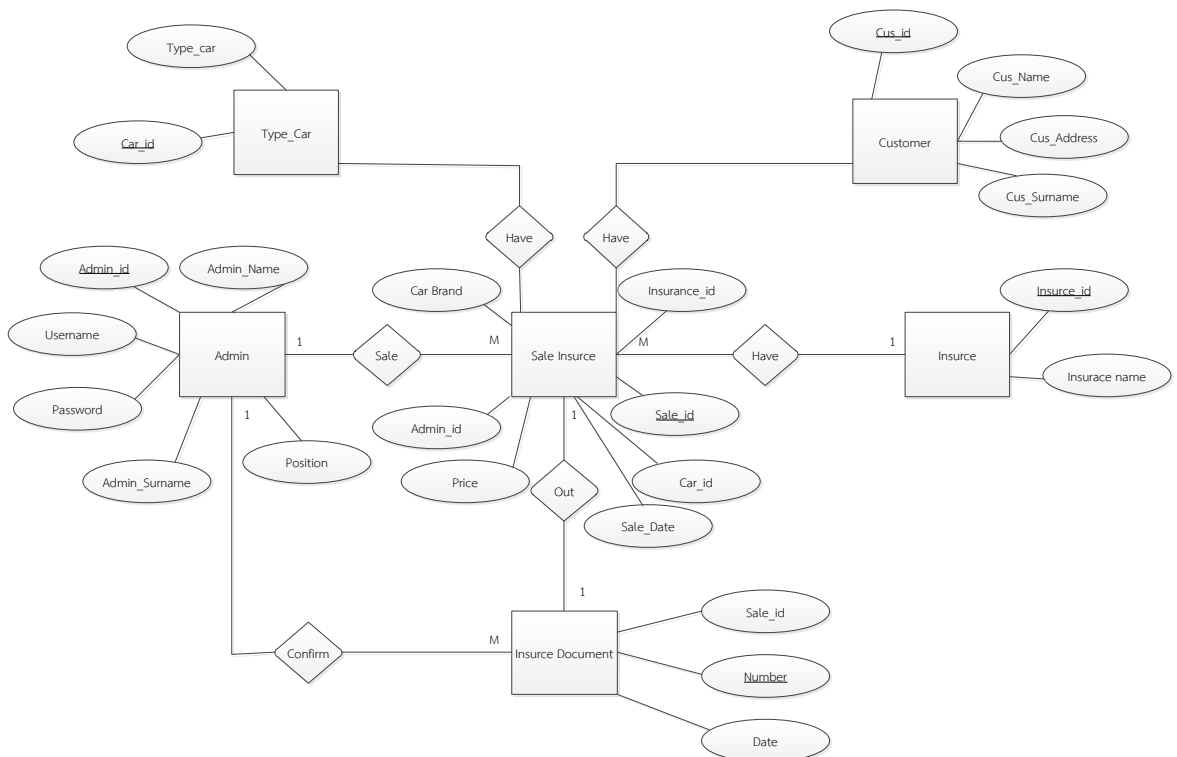 Cus_id
Type_car
Cus_Name
Type_Car
Car_id
Customer
Cus_Address
Cus_Surname
Have
Have
Admin_id
Admin_Name
Car Brand
Insurance_id
Insurce_id
Username
Admin
1
Sale
M
Sale Insurce
M
Have
1
Insurce
Insurace name
Password
1
Admin_id
1
Sale_id
Admin_Surname
Position
Price
Out
Car_id
Sale_Date
1
Sale_id
Confirm
M
Insurce Document
Number
Date